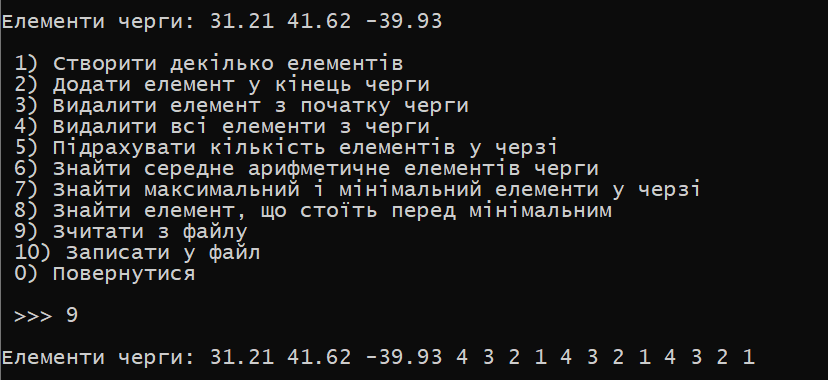 Елементи черги: 31.21 41.62 -39.93
1) Створити декілько елементів
2) Додати елемент у кінець черги
3) Видалити елемент з початку черги
4) Видалити всі елементи з черги
5) Підрахувати кількість елементів у черзі
6) Знайти середнє арифметичне елементів черги
7) Знайти максимальний і мінімальний елементи у черзі
8) Знайти елемент, що стоїть перед мінімальним
9) Зчитати з файлу
10) Записати у файл
0) Повернутися
>>> 9
Елементи черги: 31.21 41.62 -39.93 4 3 2 1 4 3 2 1 4 3 2 1